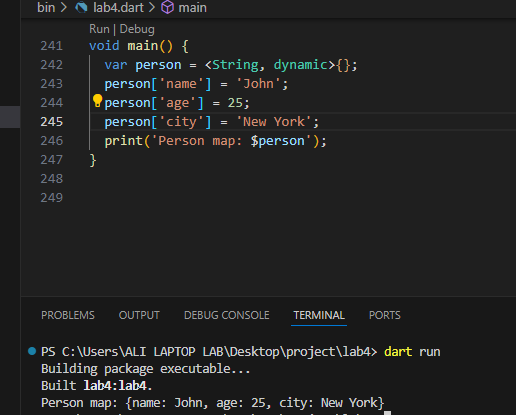 bin > lab4.dart > main
Run | Debug
241 void main() {
242 var person = <String, dynamic>{};
243 person['name'] = 'John';
244 person['age'] = 25;
245 person['city'] = 'New York';
246 print('Person map: $person');
247 }
248
249
PROBLEMS OUTPUT DEBUG CONSOLE TERMINAL PORTS
PS C:\Users\ALI LAPTOP LAB\Desktop\project\lab4> dart run
Building package executable...
Built lab4:lab4.
Person map: {name: John, age: 25, city: New York}